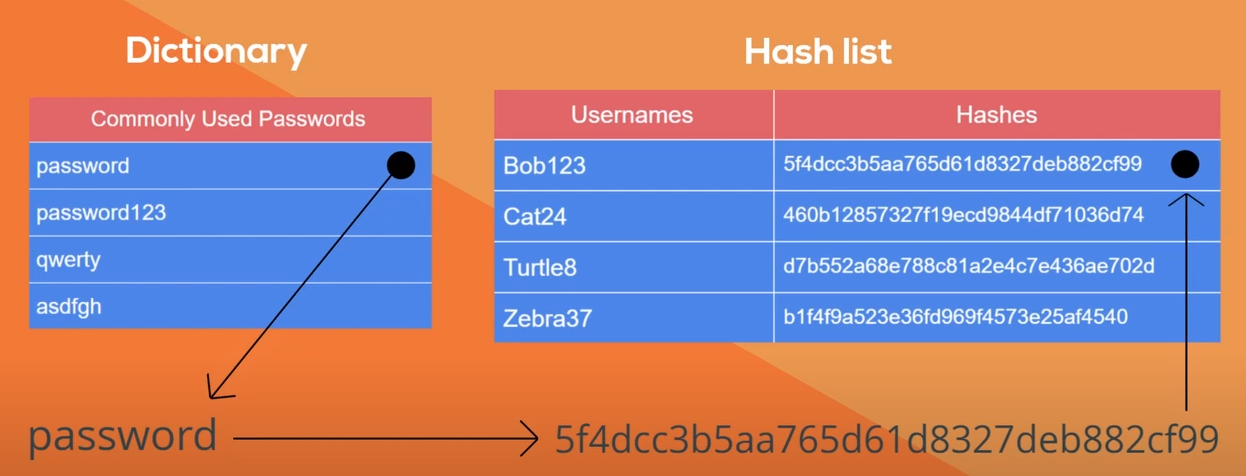 Dictionary
Hash list
Commonly Used Passwords
password
password123
qwerty
asdfgh
Usernames Hashes
Bob123 5f4dcc3b5aa765d61d8327deb882cf99
Cat24 460b12857327f19ecd9844df71036d74
Turtle8 d7b552a68e788c81a2e4c7e436ae702d
Zebra37 b1f4f9a523e36fd969f4573e25af4540
password 5f4dcc3b5aa765d61d8327deb882cf99